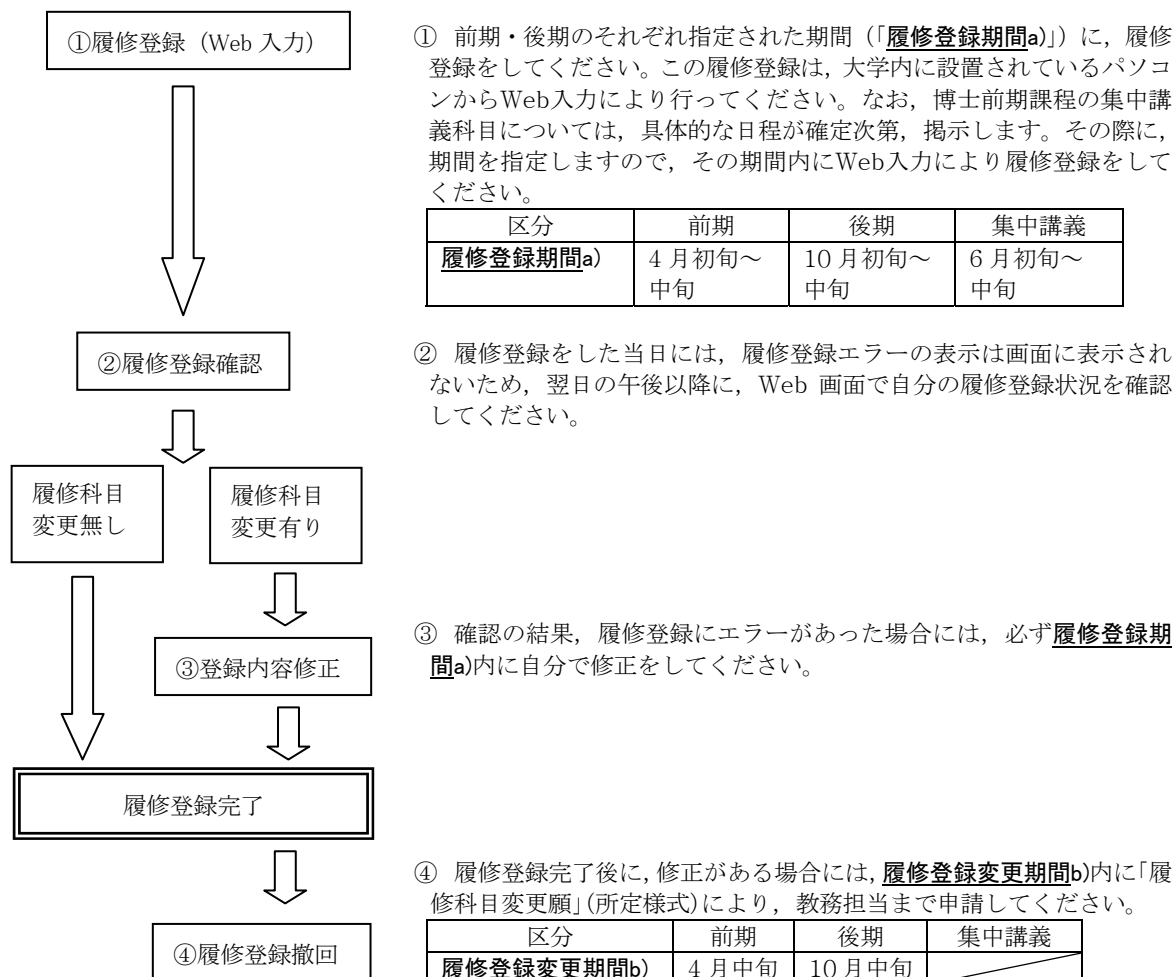 ①履修登録（Web 入力）
① 前期・後期のそれぞれ指定された期間（「履修登録期間a)」）に，履修
登録をしてください。この履修登録は，大学内に設置されているパソコ
ンからWeb入力により行ってください。なお，博士前期課程の集中講
義科目については，具体的な日程が確定次第，掲示します。その際に，
期間を指定しますので，その期間内にWeb入力により履修登録をして
ください。
区分 前期 後期 集中講義
履修登録期間a) 4 月初旬～ 10 月初旬～ 6 月初旬～
中旬 中旬 中旬
②履修登録確認
② 履修登録をした当日には，履修登録エラーの表示は画面に表示され
ないため，翌日の午後以降に，Web 画面で自分の履修登録状況を確認
してください。
履修科目
変更無し
履修科目
変更有り
③登録内容修正
③ 確認の結果，履修登録にエラーがあった場合には，必ず履修登録期
間a)内に自分で修正をしてください。
履修登録完了
④ 履修登録完了後に，修正がある場合には，履修登録変更期間b)内に「履
修科目変更願」（所定様式）により，教務担当まで申請してください。
④履修登録撤回
区分 前期 後期 集中講義
履修登録変更期間b) 4 月中旬 10 月中旬